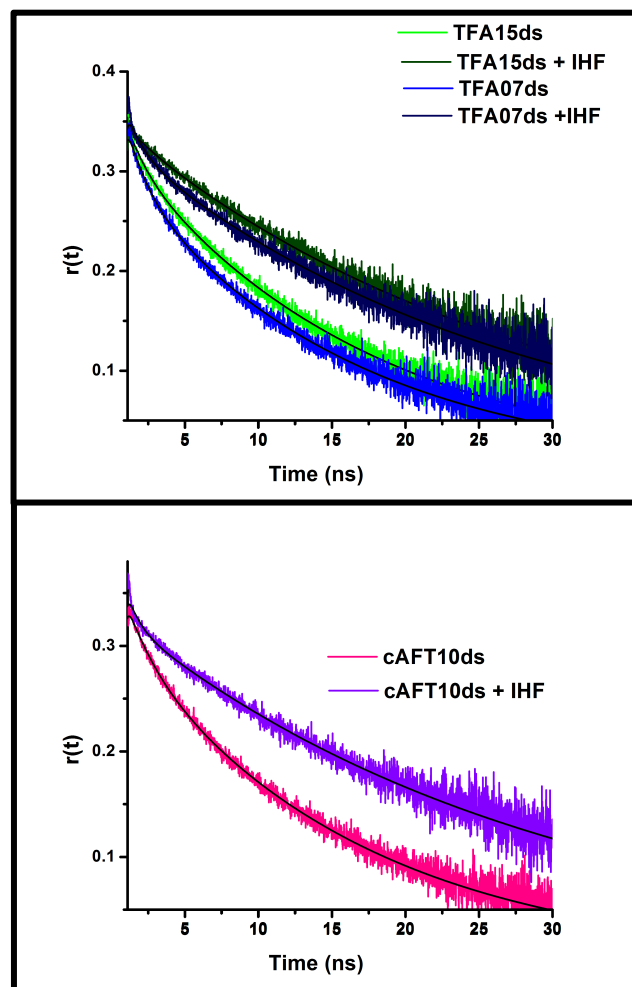 TFA15ds
TFA15ds + IHF
TFA07ds
TFA07ds +IHF
0.4
0.3
0.2
0.1
r(t)
5 10 15 20 25 30
Time (ns)
cAFT10ds
cAFT10ds + IHF
0.3
0.2
0.1
r(t)
5 10 15 20 25 30
Time (ns)